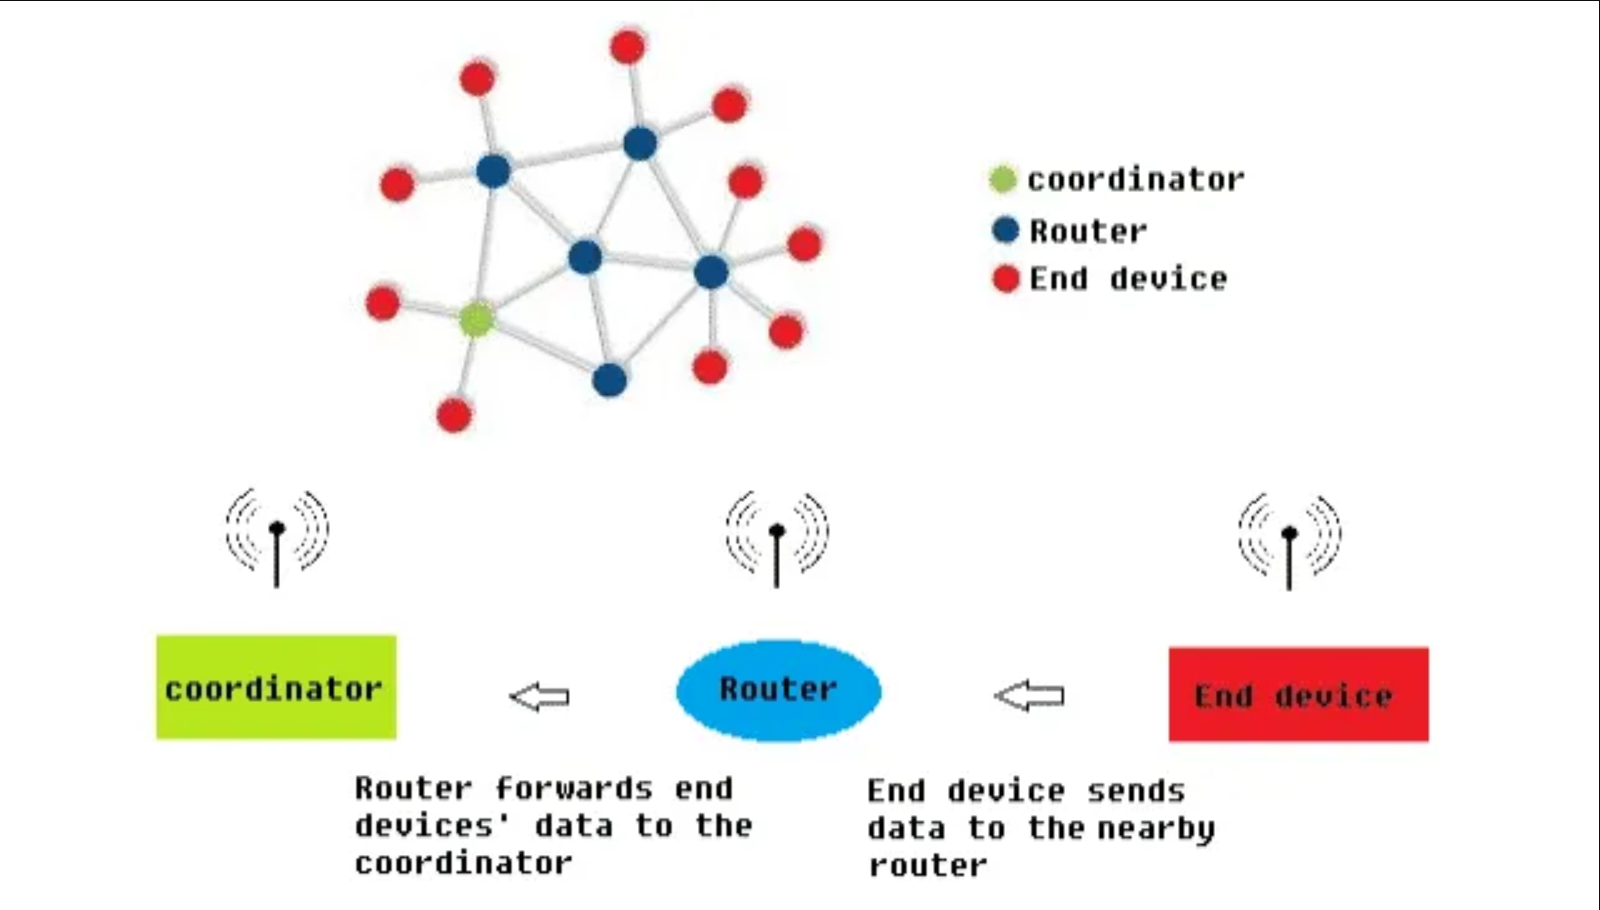 coordinator
Router
End device
coordinator
Router
End device
Router forwards end
devices' data to the
coordinator
End device sends
data to the nearby
router